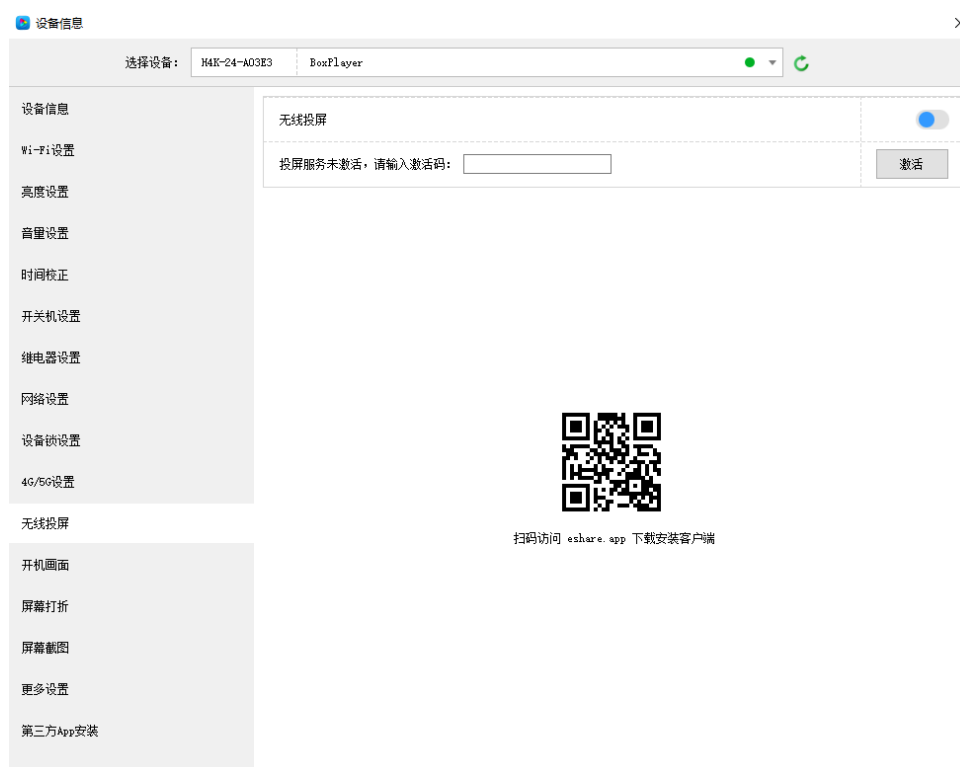 设备信息
选择设备: H4K-24-A03E3 BoxPlayer
设备信息
无线投屏
Wi-Fi设置
投屏服务未激活,请输入激活码: 激活
亮度设置
音量设置
时间校正
开关机设置
继电器设置
网络设置
设备锁设置
4G/5G设置
无线投屏
扫码访问 eshare.app 下载安装客户端
开机画面
屏幕打折
屏幕截图
更多设置
第三方App安装